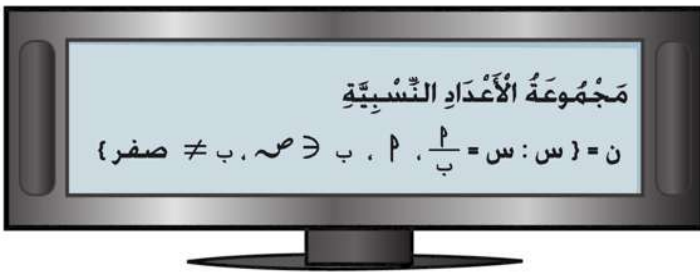 مَجْمُوعَةُ الْأَعْدَادِ النِّسْبِيَّةِ
ن = { س : س = أ/ب ، أ ، ب ∈ ص ، ب ≠ صفر }